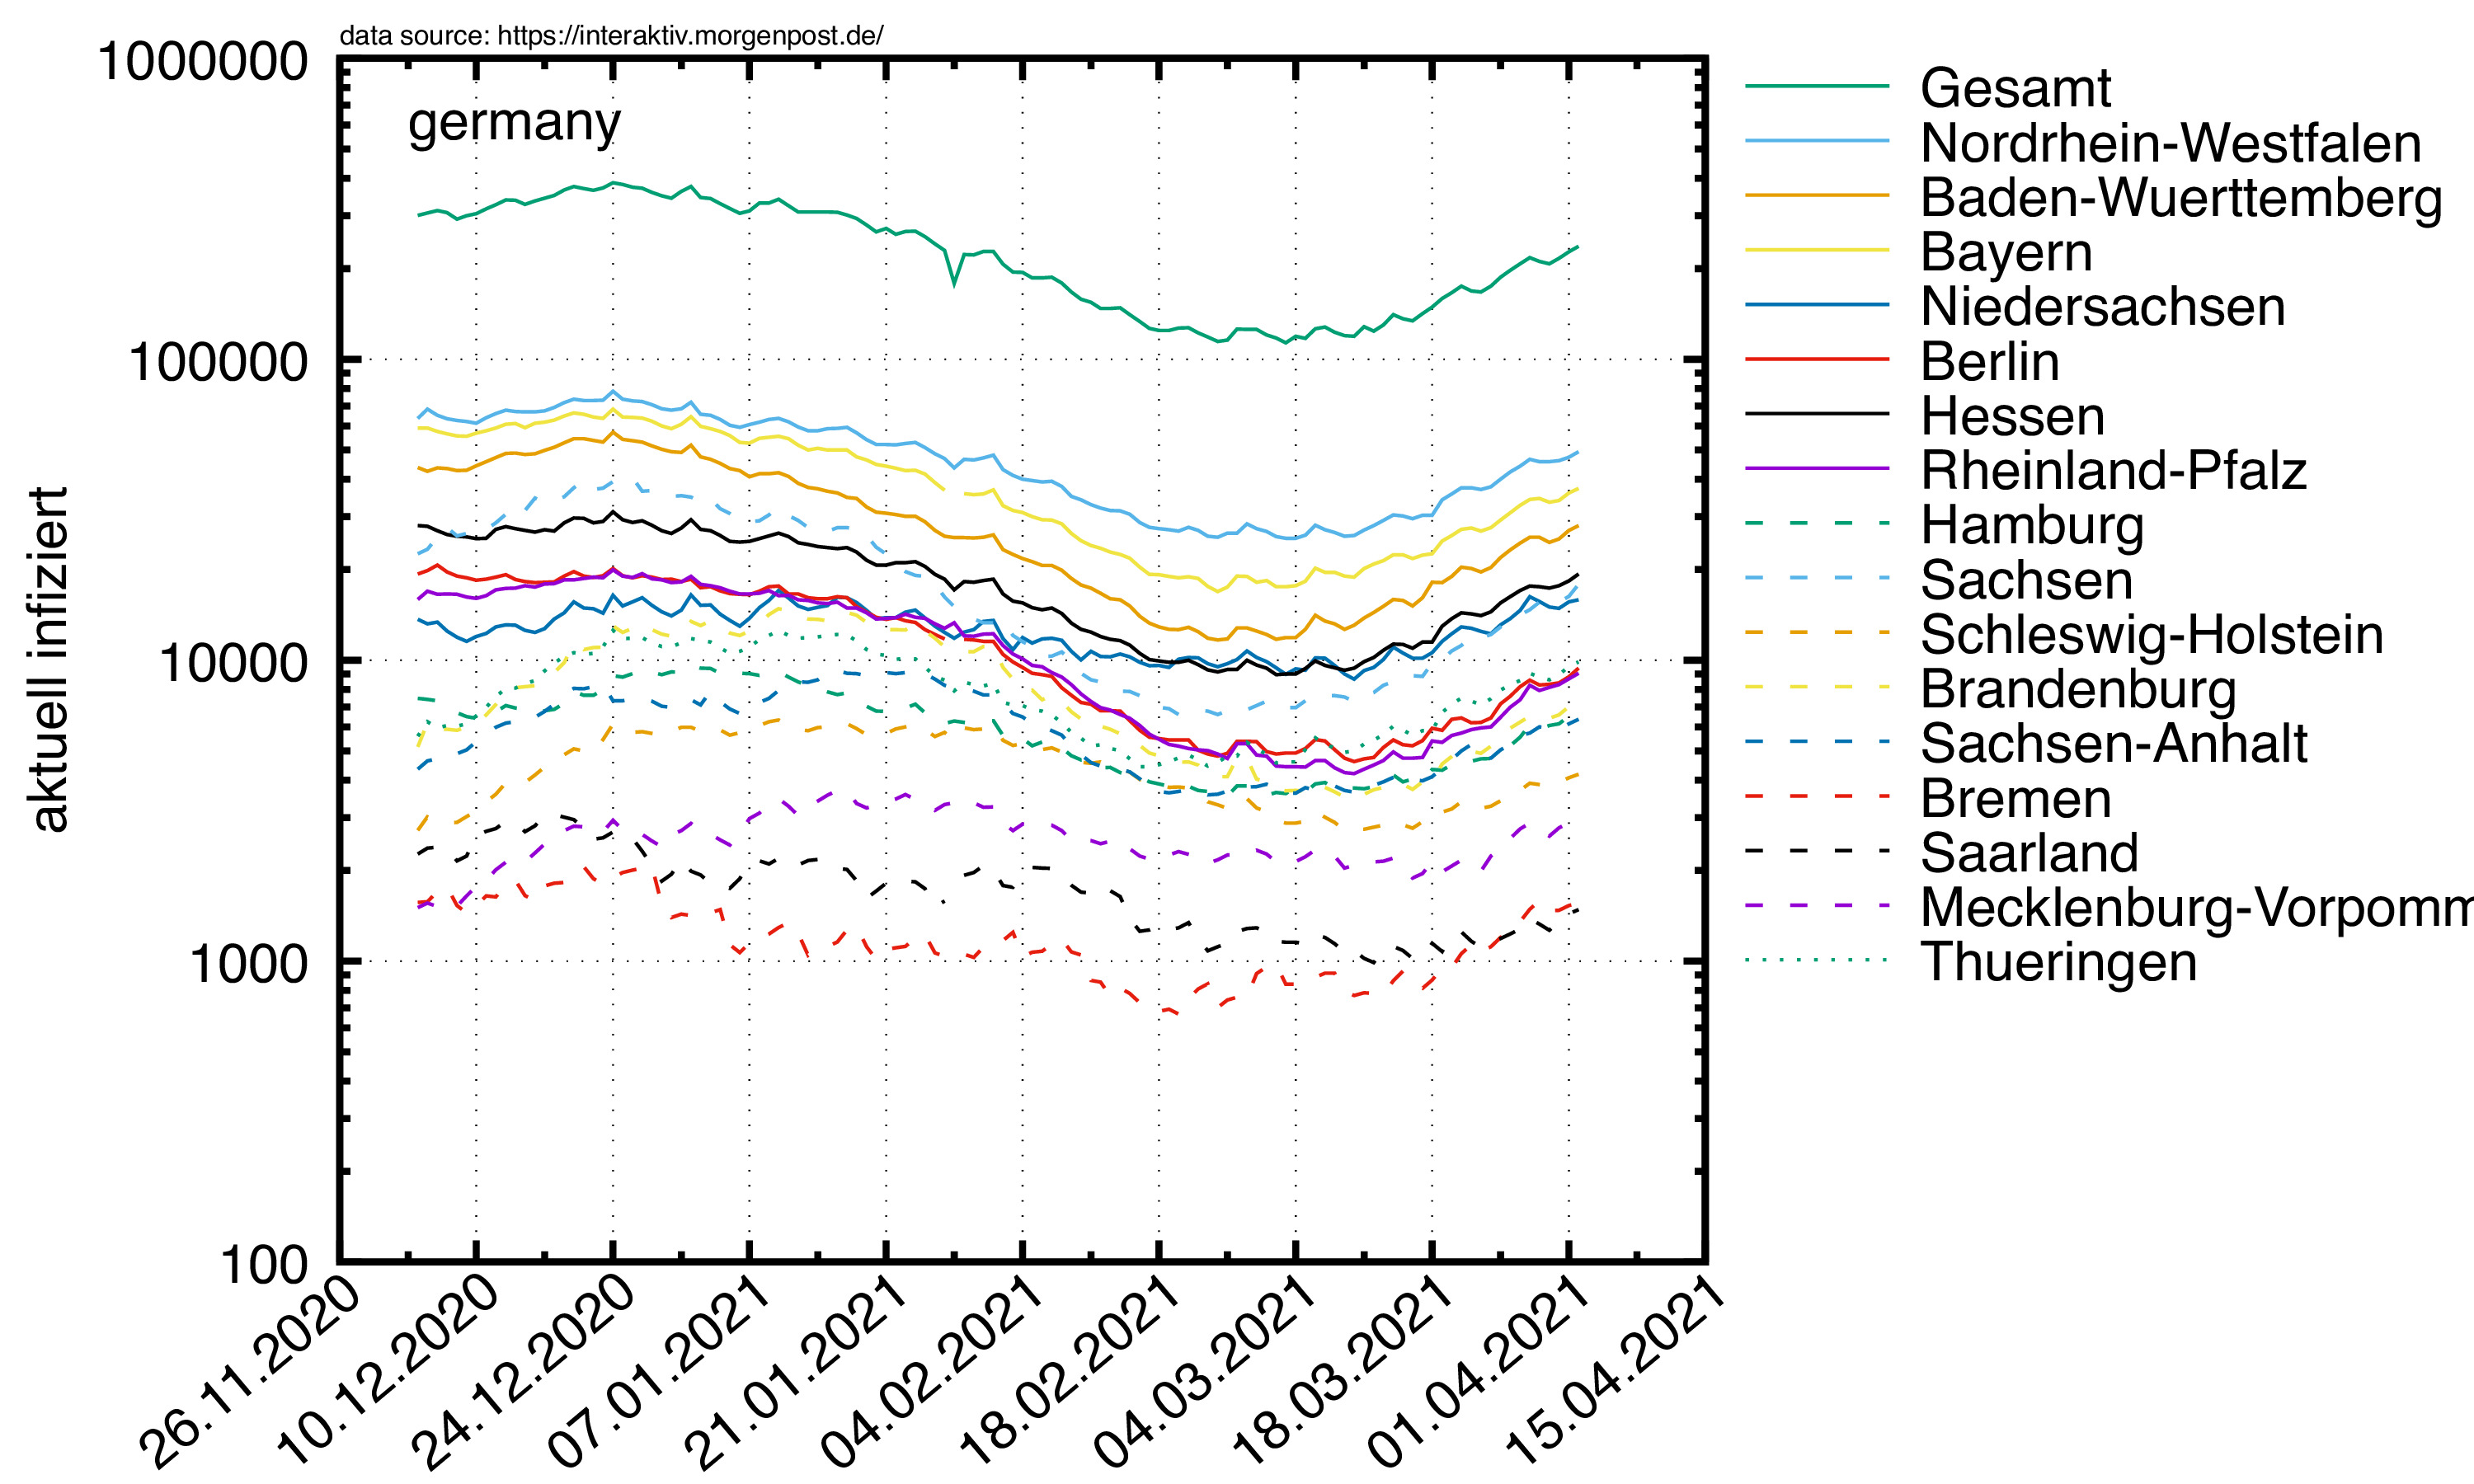 data source: https://interaktiv.morgenpost.de/
germany
aktuell infiziert
1000000
100000
10000
1000
100
26.11.2020
10.12.2020
24.12.2020
07.01.2021
21.01.2021
04.02.2021
18.02.2021
04.03.2021
18.03.2021
01.04.2021
15.04.2021
Gesamt
Nordrhein-Westfalen
Baden-Wuerttemberg
Bayern
Niedersachsen
Berlin
Hessen
Rheinland-Pfalz
Hamburg
Sachsen
Schleswig-Holstein
Brandenburg
Sachsen-Anhalt
Bremen
Saarland
Mecklenburg-Vorpomm
Thueringen